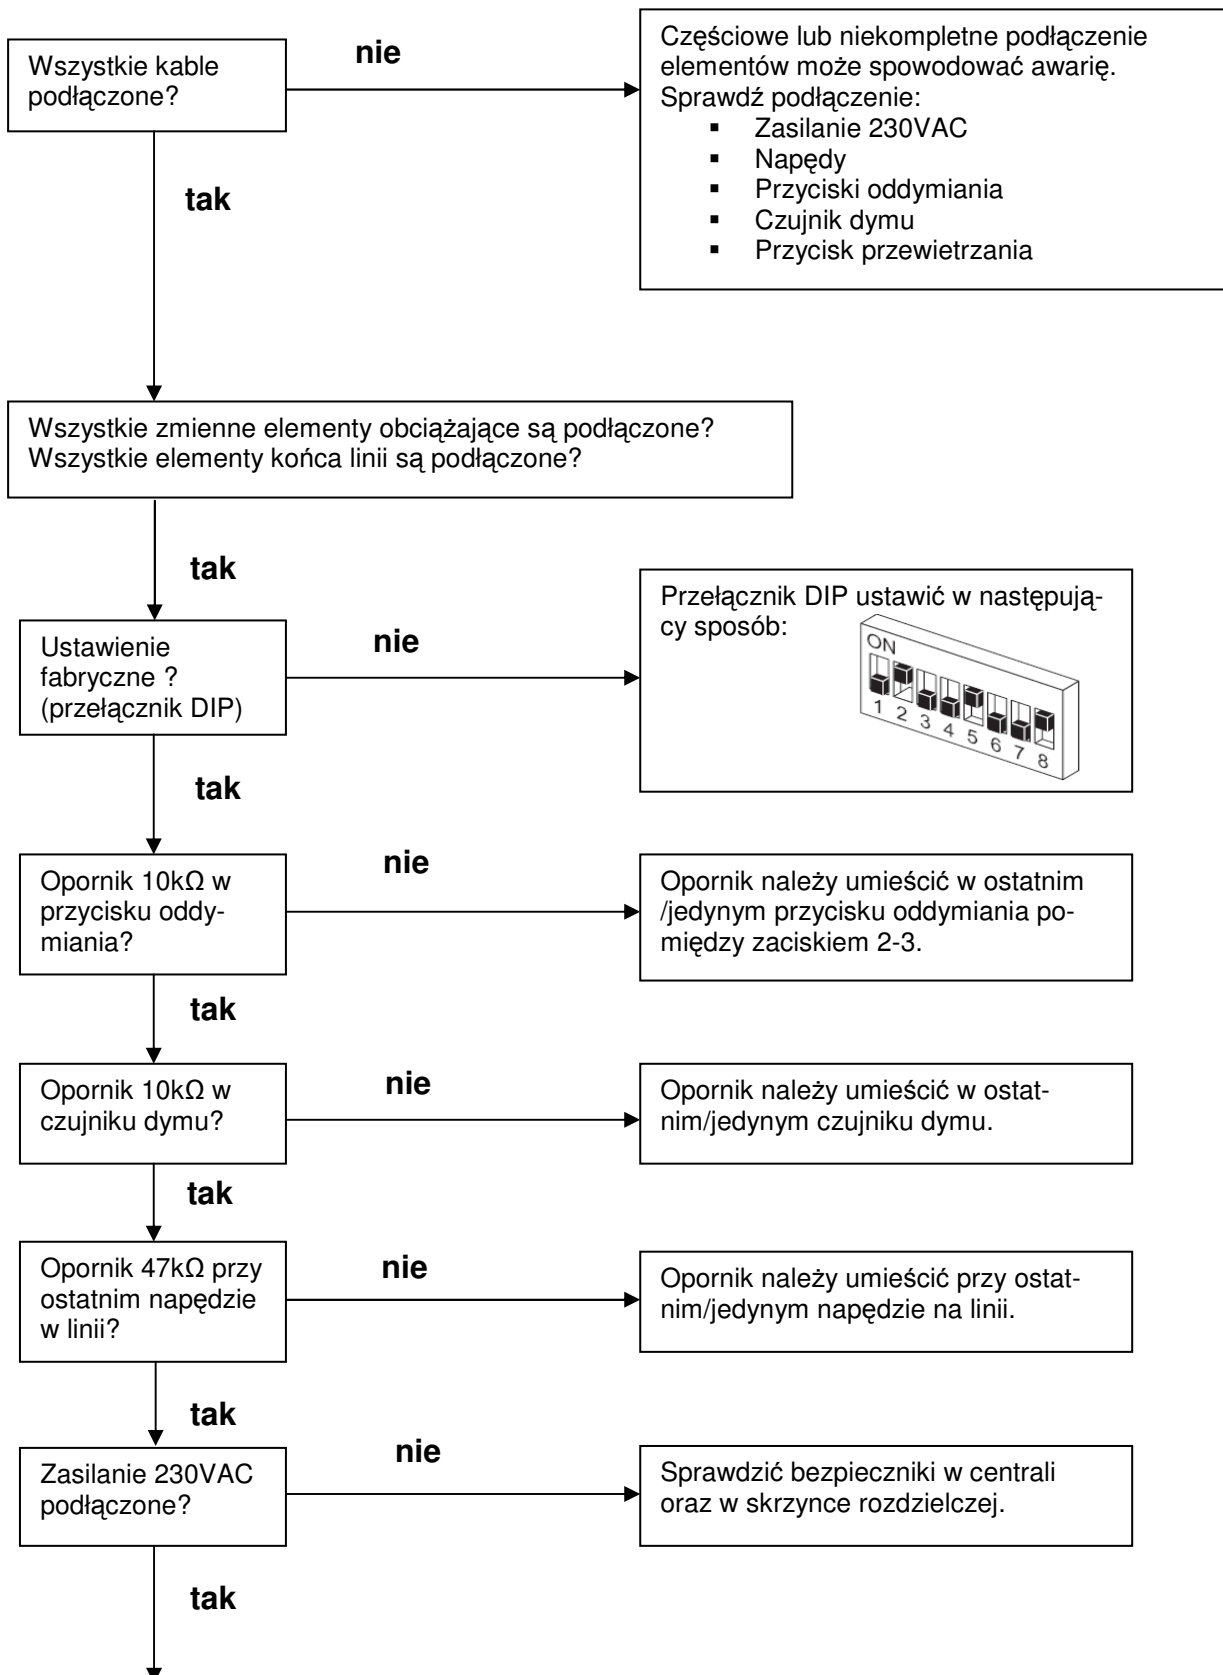 Wszystkie kable
podłączone?
nie
Częściowe lub niekompletne podłączenie
elementów może spowodować awarię.
Sprawdź podłączenie:
▪ Zasilanie 230VAC
▪ Napędy
▪ Przyciski oddymiania
▪ Czujnik dymu
▪ Przycisk przewietrzania
tak
Wszystkie zmienne elementy obciążające są podłączone?
Wszystkie elementy końca linii są podłączone?
tak
Ustawienie
fabryczne ?
(przełącznik DIP)
nie
Przełącznik DIP ustawić w następują-
cy sposób:
ON
1 2 3 4 5 6 7 8
tak
Opornik 10kΩ w
przycisku oddy-
miania?
nie
Opornik należy umieścić w ostatnim
/jedynym przycisku oddymiania po-
między zaciskiem 2-3.
tak
Opornik 10kΩ w
czujniku dymu?
nie
Opornik należy umieścić w ostat-
nim/jedynym czujniku dymu.
tak
Opornik 47kΩ przy
ostatnim napędzie
w linii?
nie
Opornik należy umieścić przy ostat-
nim/jedynym napędzie na linii.
tak
Zasilanie 230VAC
podłączone?
nie
Sprawdzić bezpieczniki w centrali
oraz w skrzynce rozdzielczej.
tak